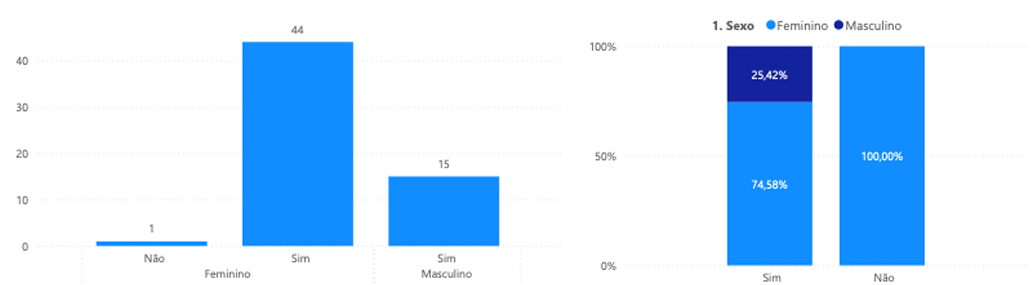 44
40
30
20
15
10
1
0
Não
Sim
Sim
Feminino
Masculino
1. Sexo Feminino Masculino
100%
25,42%
50%
100,00%
74,58%
0%
Sim
Não